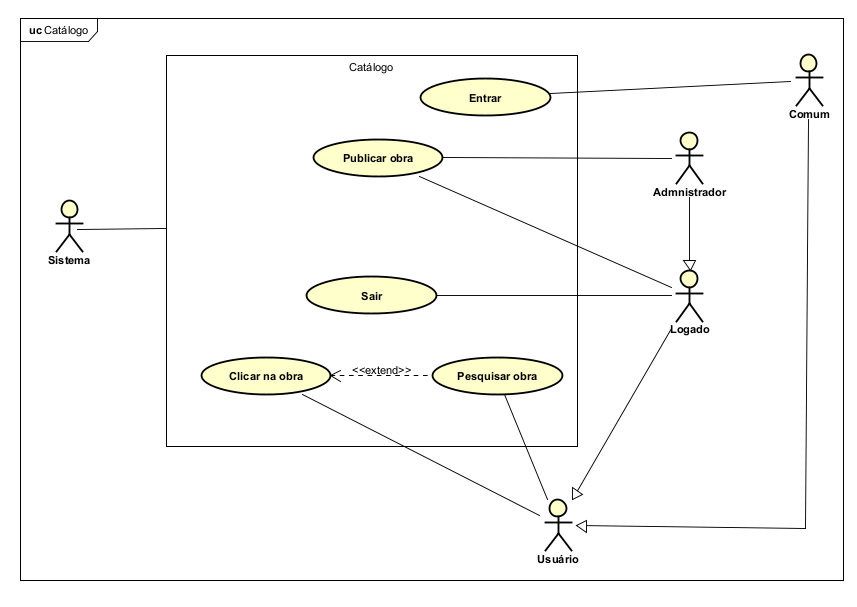 uc Catálogo
Catálogo
Entrar
Comum
Publicar obra
Admnistrador
Sistema
Sair
Logado
Clicar na obra
<<extend>>
Pesquisar obra
Usuário